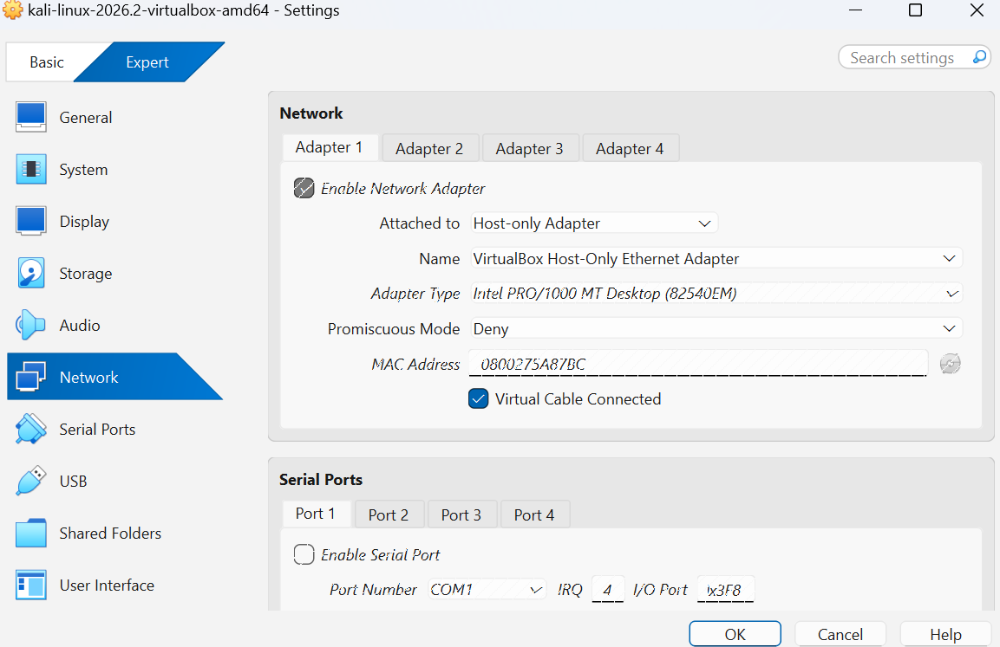 kali-linux-2026.2-virtualbox-amd64 - Settings
Basic
Expert
Search settings
General
System
Display
Storage
Audio
Network
Serial Ports
USB
Shared Folders
User Interface
Network
Adapter 1 Adapter 2 Adapter 3 Adapter 4
Enable Network Adapter
Attached to Host-only Adapter
Name VirtualBox Host-Only Ethernet Adapter
Adapter Type Intel PRO/1000 MT Desktop (82540EM)
Promiscuous Mode Deny
MAC Address 0800275A87BC
Virtual Cable Connected
Serial Ports
Port 1 Port 2 Port 3 Port 4
Enable Serial Port
Port Number COM1 IRQ 4 I/O Port x3F8
OK Cancel Help